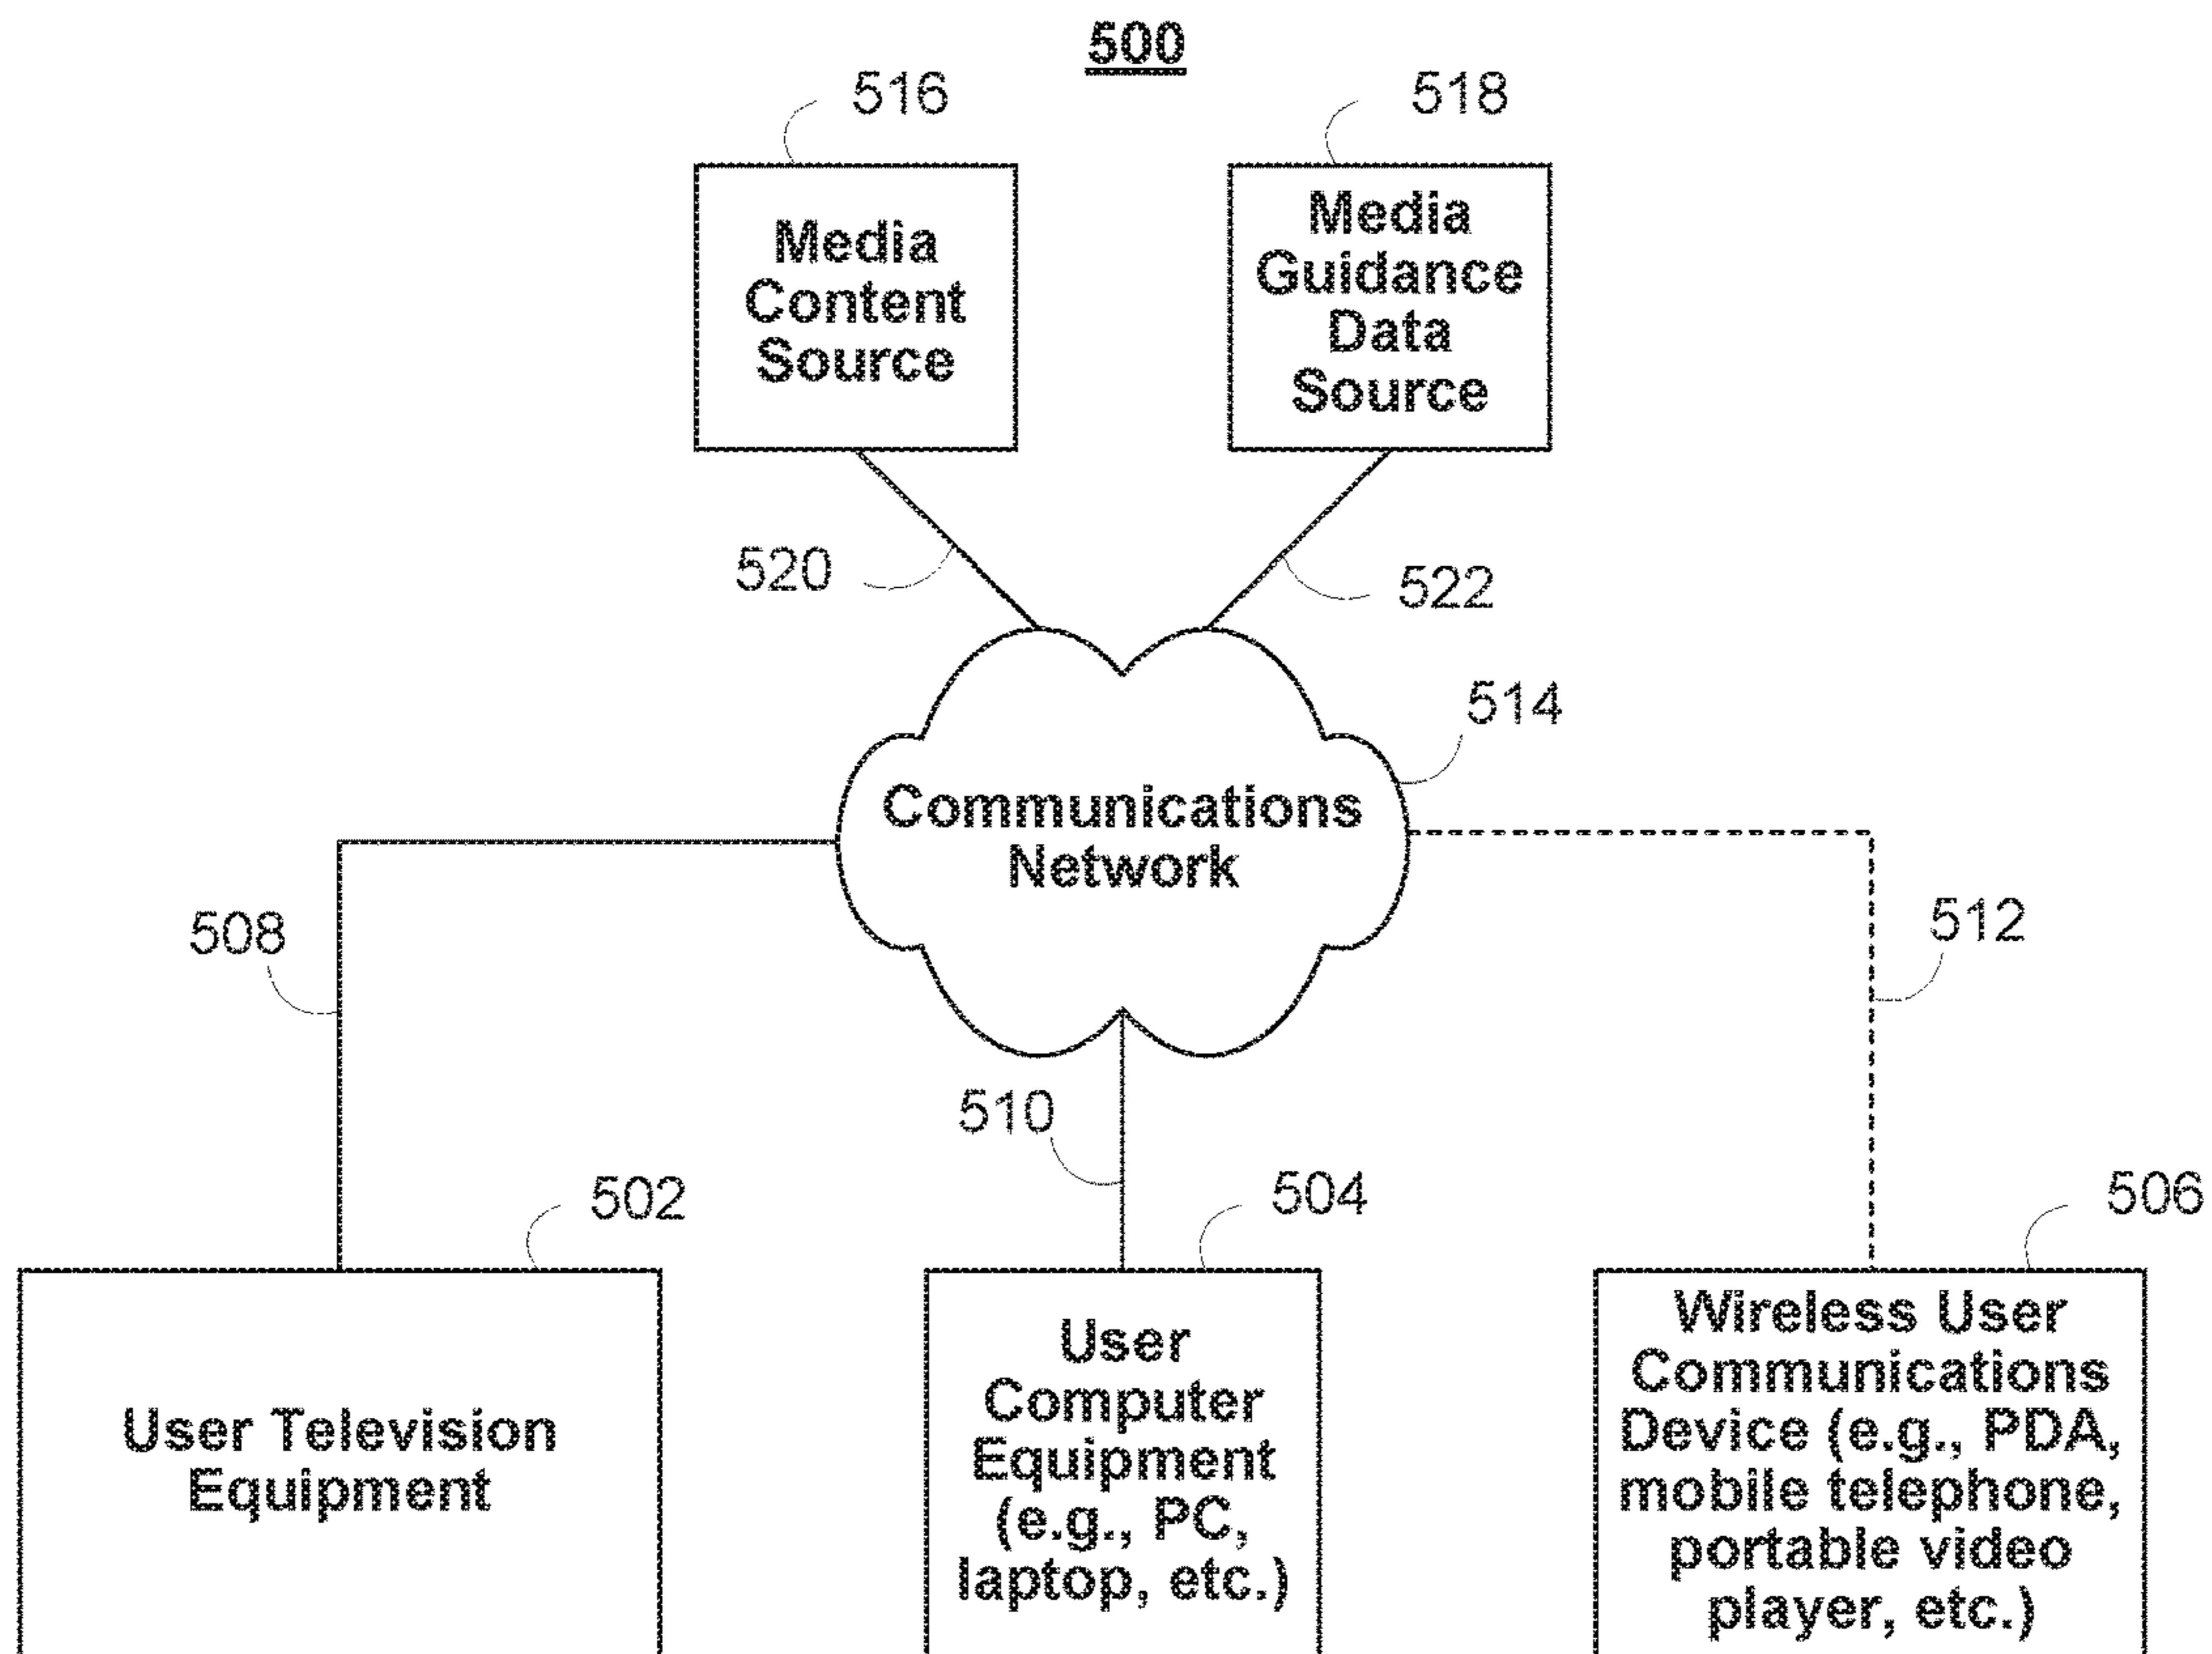 500
516
518
Media
Content
Source
Media
Guidance
Data
Source
520
522
514
Communications
Network
508
512
510
502
504
506
User Television
Equipment
User
Computer
Equipment
(e.g., PC,
laptop, etc.)
Wireless User
Communications
Device (e.g., PDA,
mobile telephone,
portable video
player, etc.)